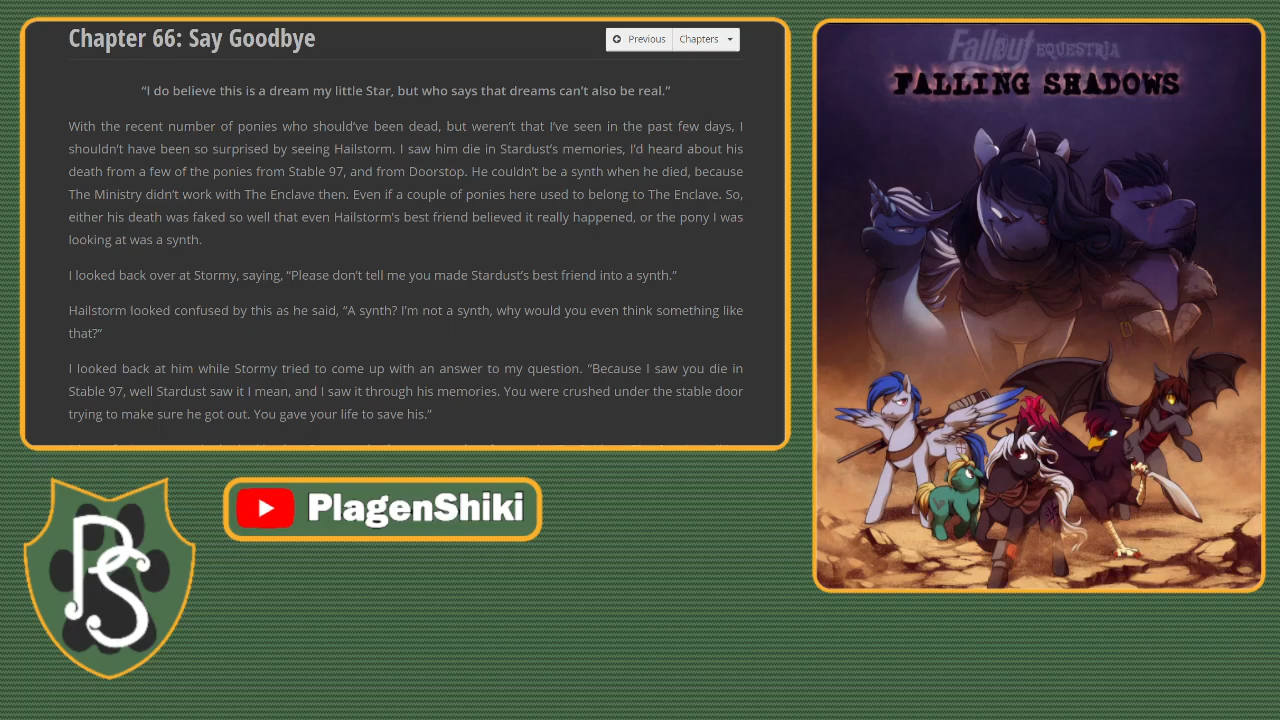 Chapter 66: Say Goodbye
Previous
Chapters
“I do believe this is a dream my little Star, but who says that dreams can’t also be real.”
With the recent number of ponies who should’ve been dead, but weren’t that I’ve seen in the past few days, I
shouldn’t have been so surprised by seeing Hailstorm. I saw him die in Stardust’s memories, I’d heard about his
death from a few of the ponies from Stable 97, and from Doorstop. He couldn’t be a synth when he died, because
The Ministry didn’t work with The Enclave then. Even if a couple of ponies here used to belong to The Enclave. So,
either his death was faked so well that even Hailstorm’s best friend believed it really happened, or the pony I was
looking at was a synth.
I looked back over at Stormy, saying, “Please don’t tell me you made Stardust’s best friend into a synth.”
Hailstorm looked confused by this as he said, “A synth? I’m not a synth, why would you even think something like
that?”
I looked back at him while Stormy tried to come up with an answer to my question. “Because I saw you die in
Stable 97, well Stardust saw it I mean, and I saw it through his memories. You were crushed under the stable door
trying to make sure he got out. You gave your life to save his.”
Fallout EQUESTRIA
FALLING SHADOWS
PS
PlagenShiki